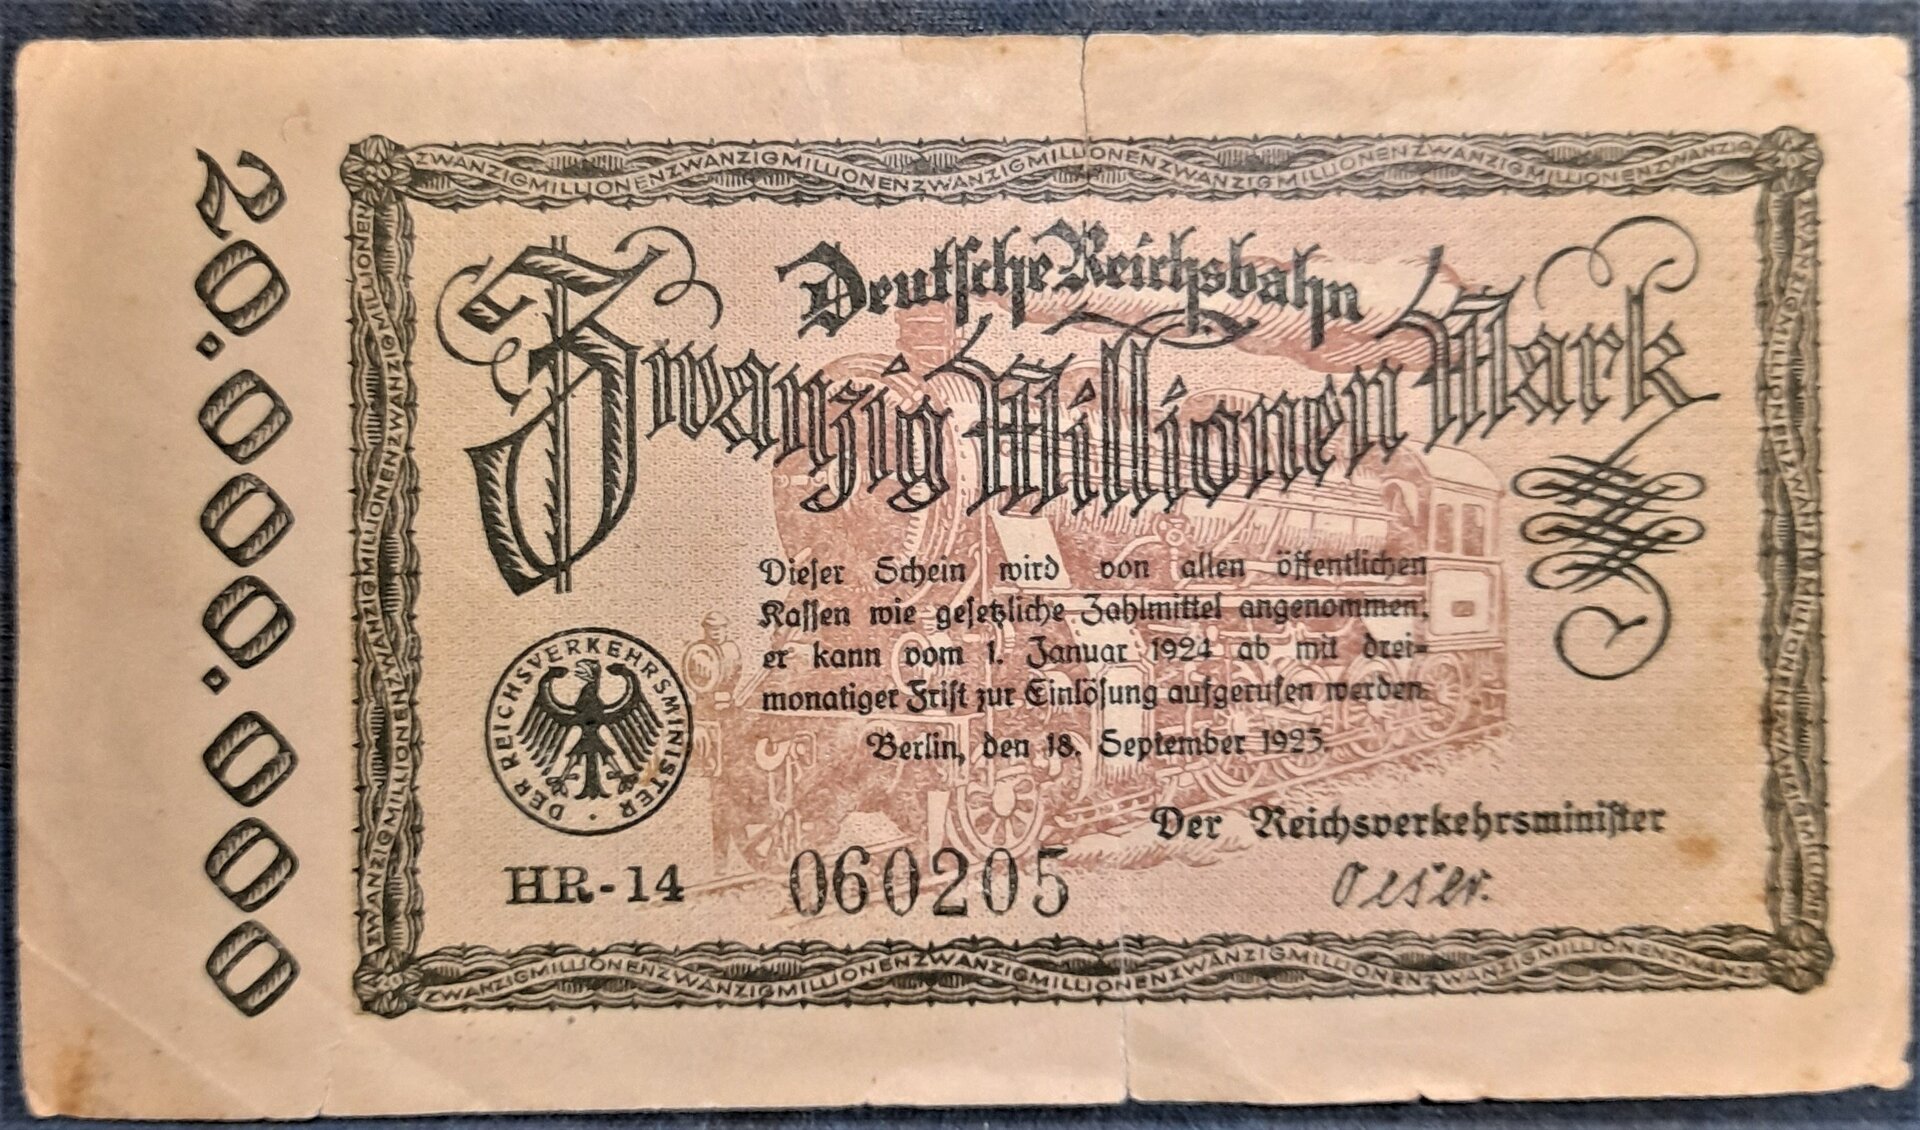 20.000.000
ZWANZIGMILLIONENZWANZIGMILLIONENZWANZIGMILLIONENZWANZIGMILLIONENZWANZIGMILLIONENZWANZIG
Deutsche Reichsbahn
Zwanzig Millionen Mark
Dieser Schein wird von allen öffentlichen
Kassen wie gesetzliche Zahlmittel angenommen;
er kann vom 1. Januar 1924 ab mit drei-
monatiger Frist zur Einlösung aufgerufen werden.
Berlin, den 18. September 1923.
DER REICHSVERKEHRSMINISTER
Der Reichsverkehrsminister
Oeser.
HR-14 060205
ZWANZIGMILLIONENZWANZIGMILLIONENZWANZIGMILLIONENZWANZIGMILLIONENZWANZIGMILLIONENZWANZIG